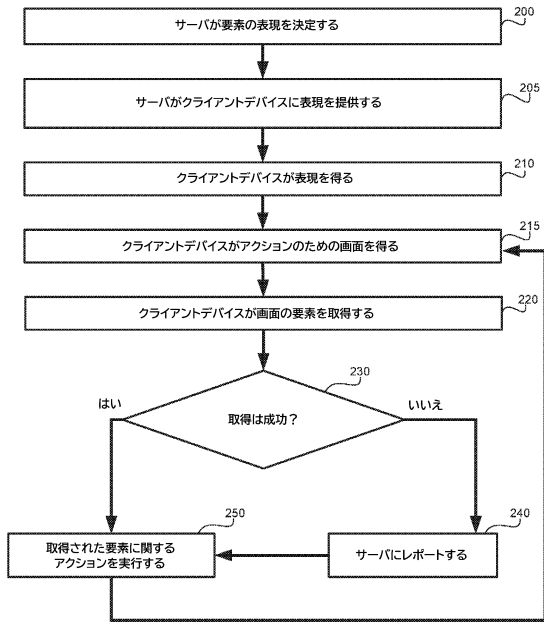 200
サーバが要素の表現を決定する
205
サーバがクライアントデバイスに表現を提供する
210
クライアントデバイスが表現を得る
215
クライアントデバイスがアクションのための画面を得る
220
クライアントデバイスが画面の要素を取得する
230
はい
取得は成功？
いいえ
250
取得された要素に関する
アクションを実行する
240
サーバにレポートする